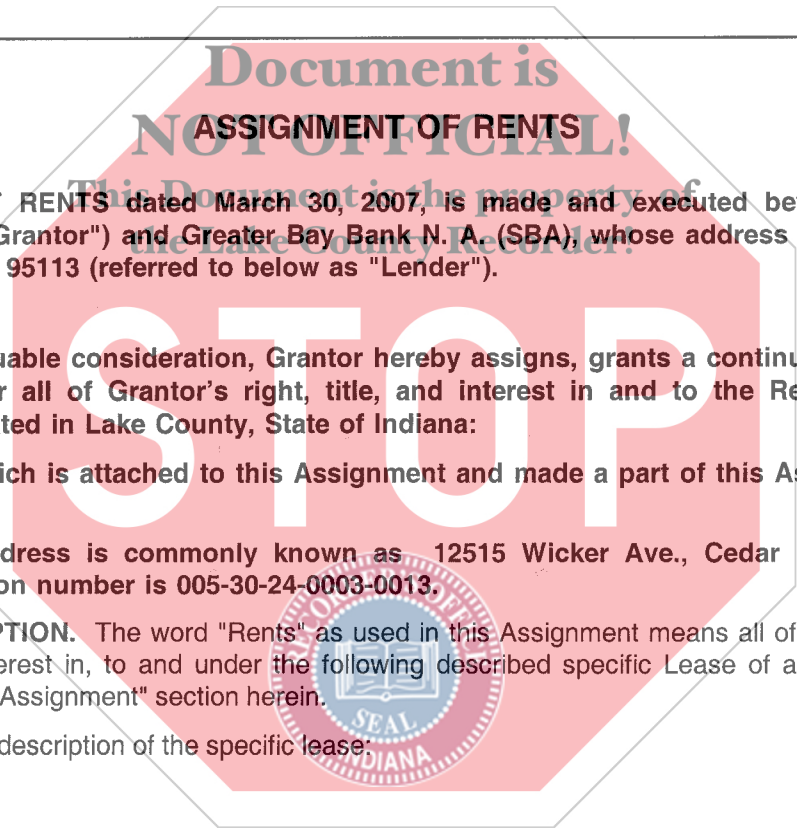 Document is
NOT OFFICIAL!
ASSIGNMENT OF RENTS
This Document is the property of
the Lake County Recorder!
RENTS dated March 30, 2007, is made and executed be
Grantor") and Greater Bay Bank N. A. (SBA), whose address
95113 (referred to below as "Lender").
STOP
uable consideration, Grantor hereby assigns, grants a continu
r all of Grantor's right, title, and interest in and to the Re
ted in Lake County, State of Indiana:
ich is attached to this Assignment and made a part of this As
dress is commonly known as 12515 Wicker Ave., Cedar
on number is 005-30-24-0003-0013.
PTION. The word "Rents" as used in this Assignment means all of
erest in, to and under the following described specific Lease of a
Assignment" section herein.
description of the specific lease:
RECORDER'S OFFICE
SEAL
INDIANA